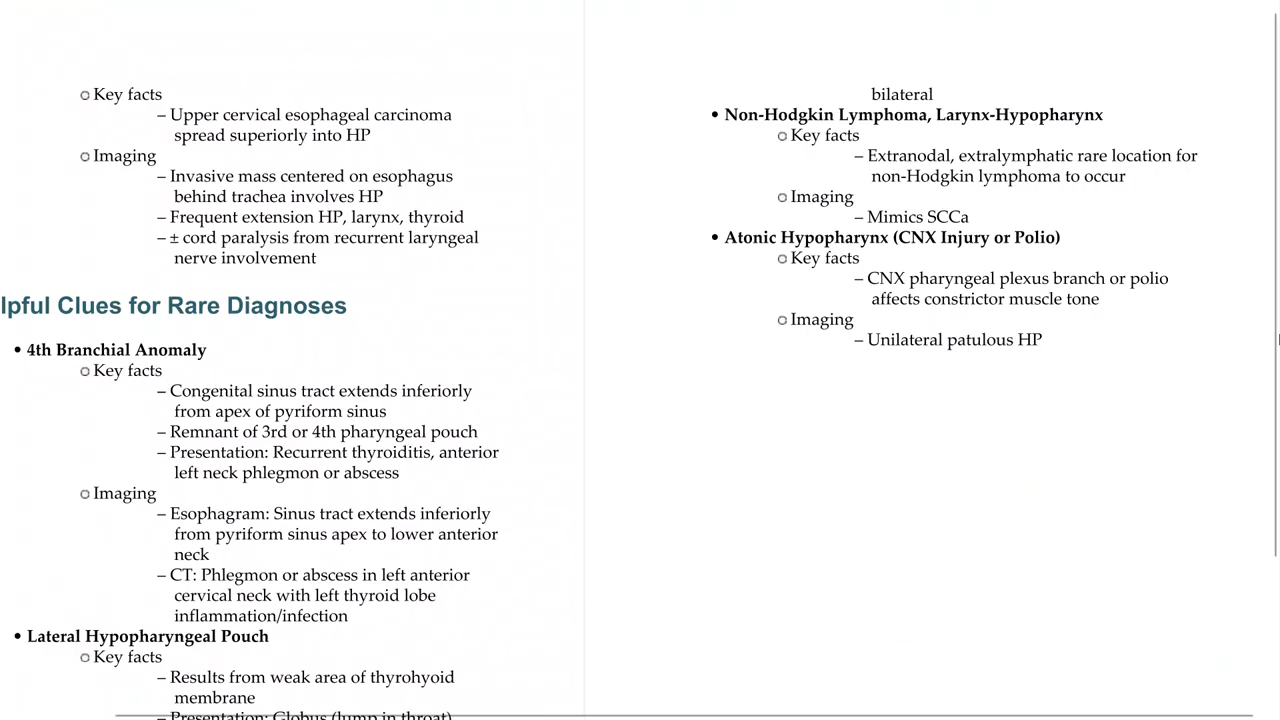 ○ Key facts
– Upper cervical esophageal carcinoma
spread superiorly into HP
○ Imaging
– Invasive mass centered on esophagus
behind trachea involves HP
– Frequent extension HP, larynx, thyroid
– ± cord paralysis from recurrent laryngeal
nerve involvement
lpful Clues for Rare Diagnoses
• 4th Branchial Anomaly
○ Key facts
– Congenital sinus tract extends inferiorly
from apex of pyriform sinus
– Remnant of 3rd or 4th pharyngeal pouch
– Presentation: Recurrent thyroiditis, anterior
left neck phlegmon or abscess
○ Imaging
– Esophagram: Sinus tract extends inferiorly
from pyriform sinus apex to lower anterior
neck
– CT: Phlegmon or abscess in left anterior
cervical neck with left thyroid lobe
inflammation/infection
• Lateral Hypopharyngeal Pouch
○ Key facts
– Results from weak area of thyrohyoid
membrane
– Presentation: Globus (lump in throat)
bilateral
• Non-Hodgkin Lymphoma, Larynx-Hypopharynx
○ Key facts
– Extranodal, extralymphatic rare location for
non-Hodgkin lymphoma to occur
○ Imaging
– Mimics SCCa
• Atonic Hypopharynx (CNX Injury or Polio)
○ Key facts
– CNX pharyngeal plexus branch or polio
affects constrictor muscle tone
○ Imaging
– Unilateral patulous HP